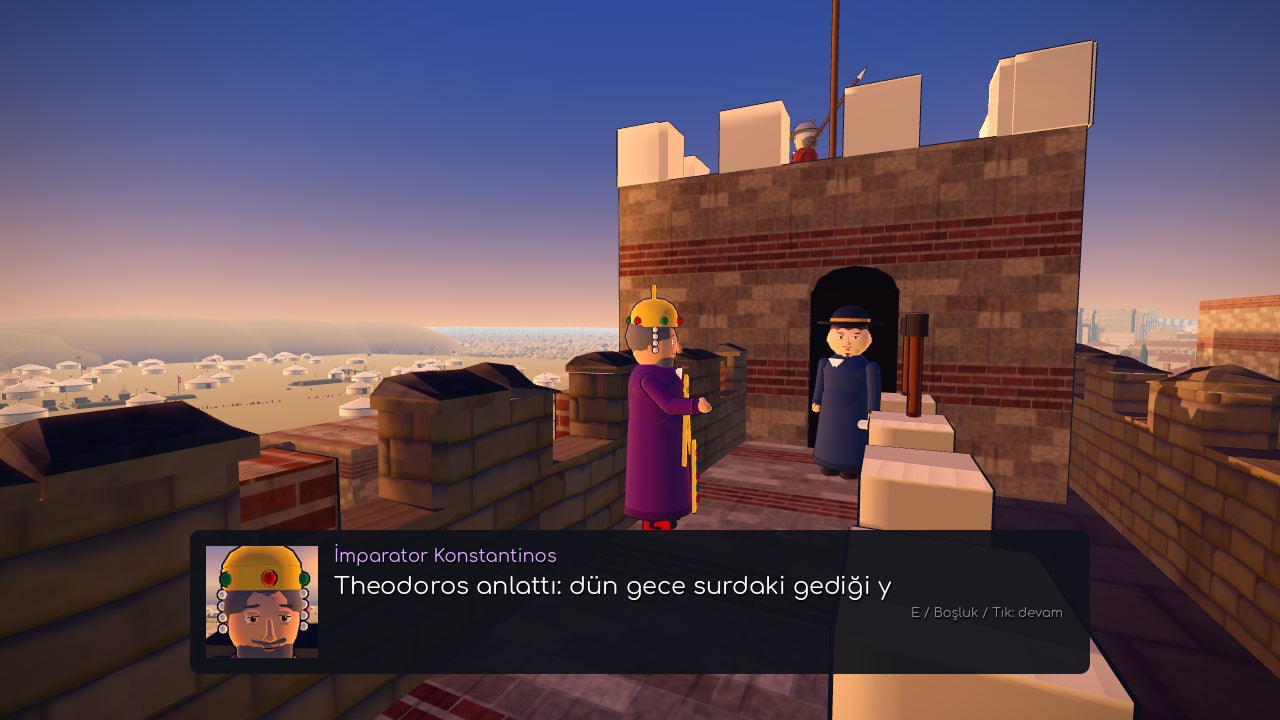 İmparator Konstantinos
Theodoros anlattı: dün gece surdaki gediği y
E / Boşluk / Tık: devam